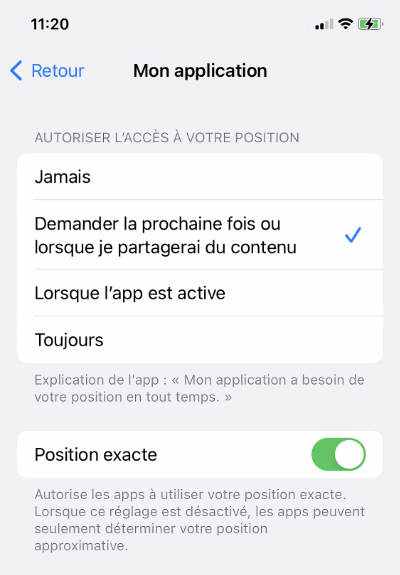 11:20
Retour
Mon application
AUTORISER L'ACCÈS À VOTRE POSITION
Jamais
Demander la prochaine fois ou
lorsque je partagerai du contenu
Lorsque l'app est active
Toujours
Explication de l'app : « Mon application a besoin de
votre position en tout temps. »
Position exacte
Autorise les apps à utiliser votre position exacte.
Lorsque ce réglage est désactivé, les apps peuvent
seulement déterminer votre position
approximative.